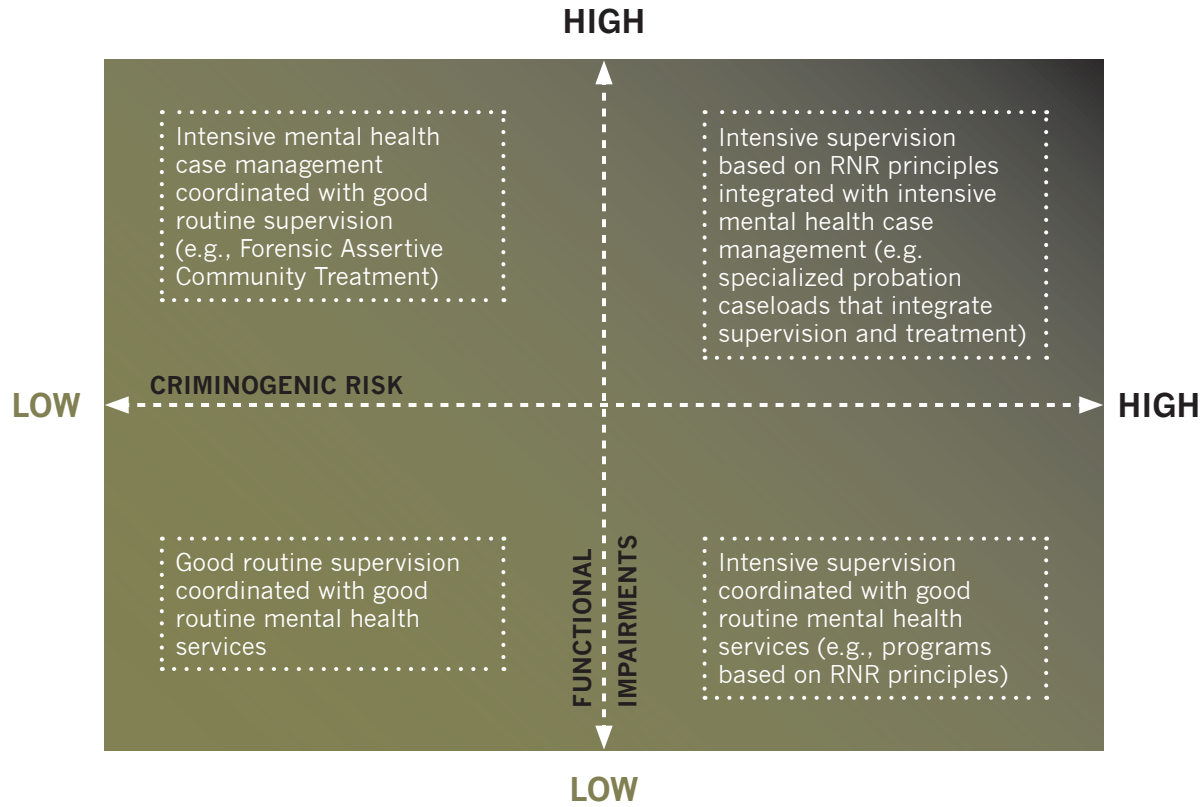 HIGH
Intensive mental health
case management
coordinated with good
routine supervision
(e.g., Forensic Assertive
Community Treatment)
Intensive supervision
based on RNR principles
integrated with intensive
mental health case
management (e.g.
specialized probation
caseloads that integrate
supervision and treatment)
CRIMINOGENIC RISK
LOW
HIGH
Good routine supervision
coordinated with good
routine mental health
services
FUNCTIONAL
IMPAIRMENTS
Intensive supervision
coordinated with good
routine mental health
services (e.g., programs
based on RNR principles)
LOW